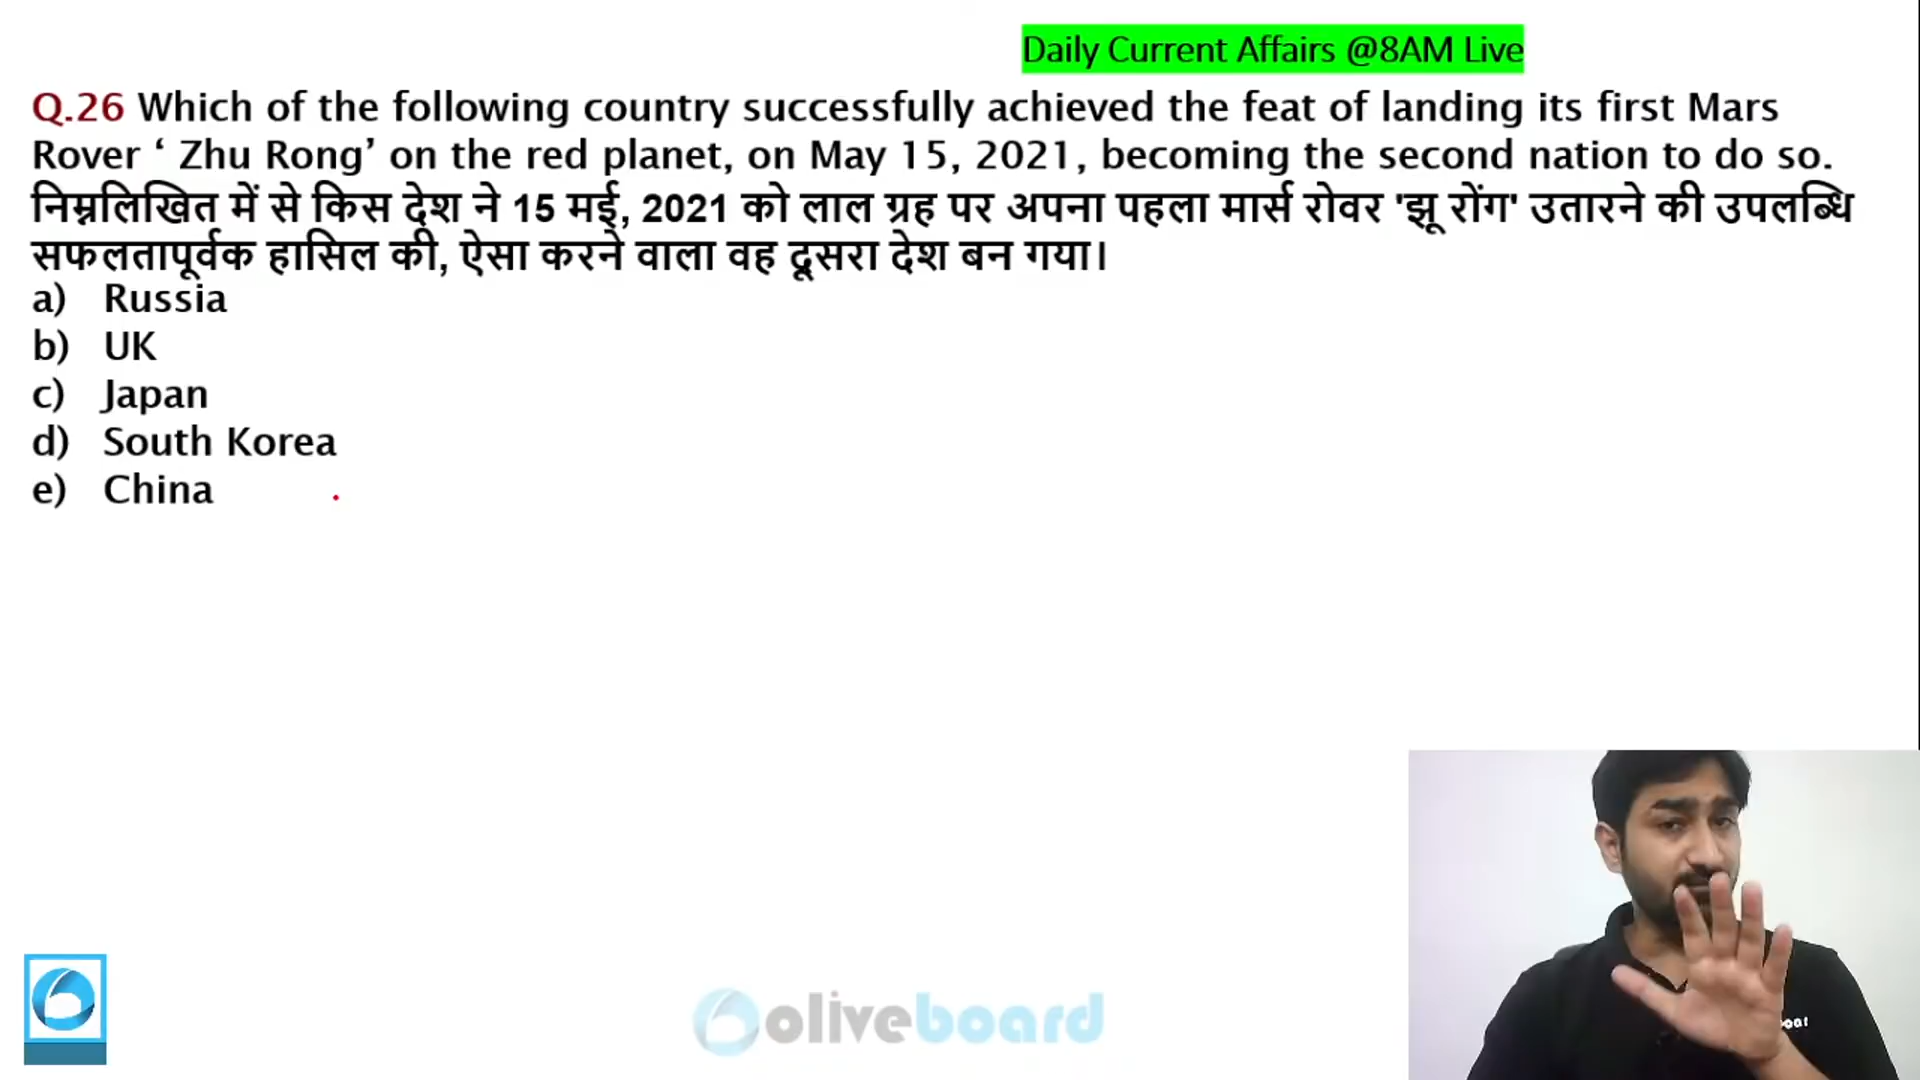 Daily Current Affairs @8AM Live
Q.26 Which of the following country successfully achieved the feat of landing its first Mars
Rover ‘ Zhu Rong’ on the red planet, on May 15, 2021, becoming the second nation to do so.
निम्नलिखित में से किस देश ने 15 मई, 2021 को लाल ग्रह पर अपना पहला मार्स रोवर 'झू रोंग' उतारने की उपलब्धि
सफलतापूर्वक हासिल की, ऐसा करने वाला वह दूसरा देश बन गया।
a) Russia
b) UK
c) Japan
d) South Korea
e) China
oliveboard